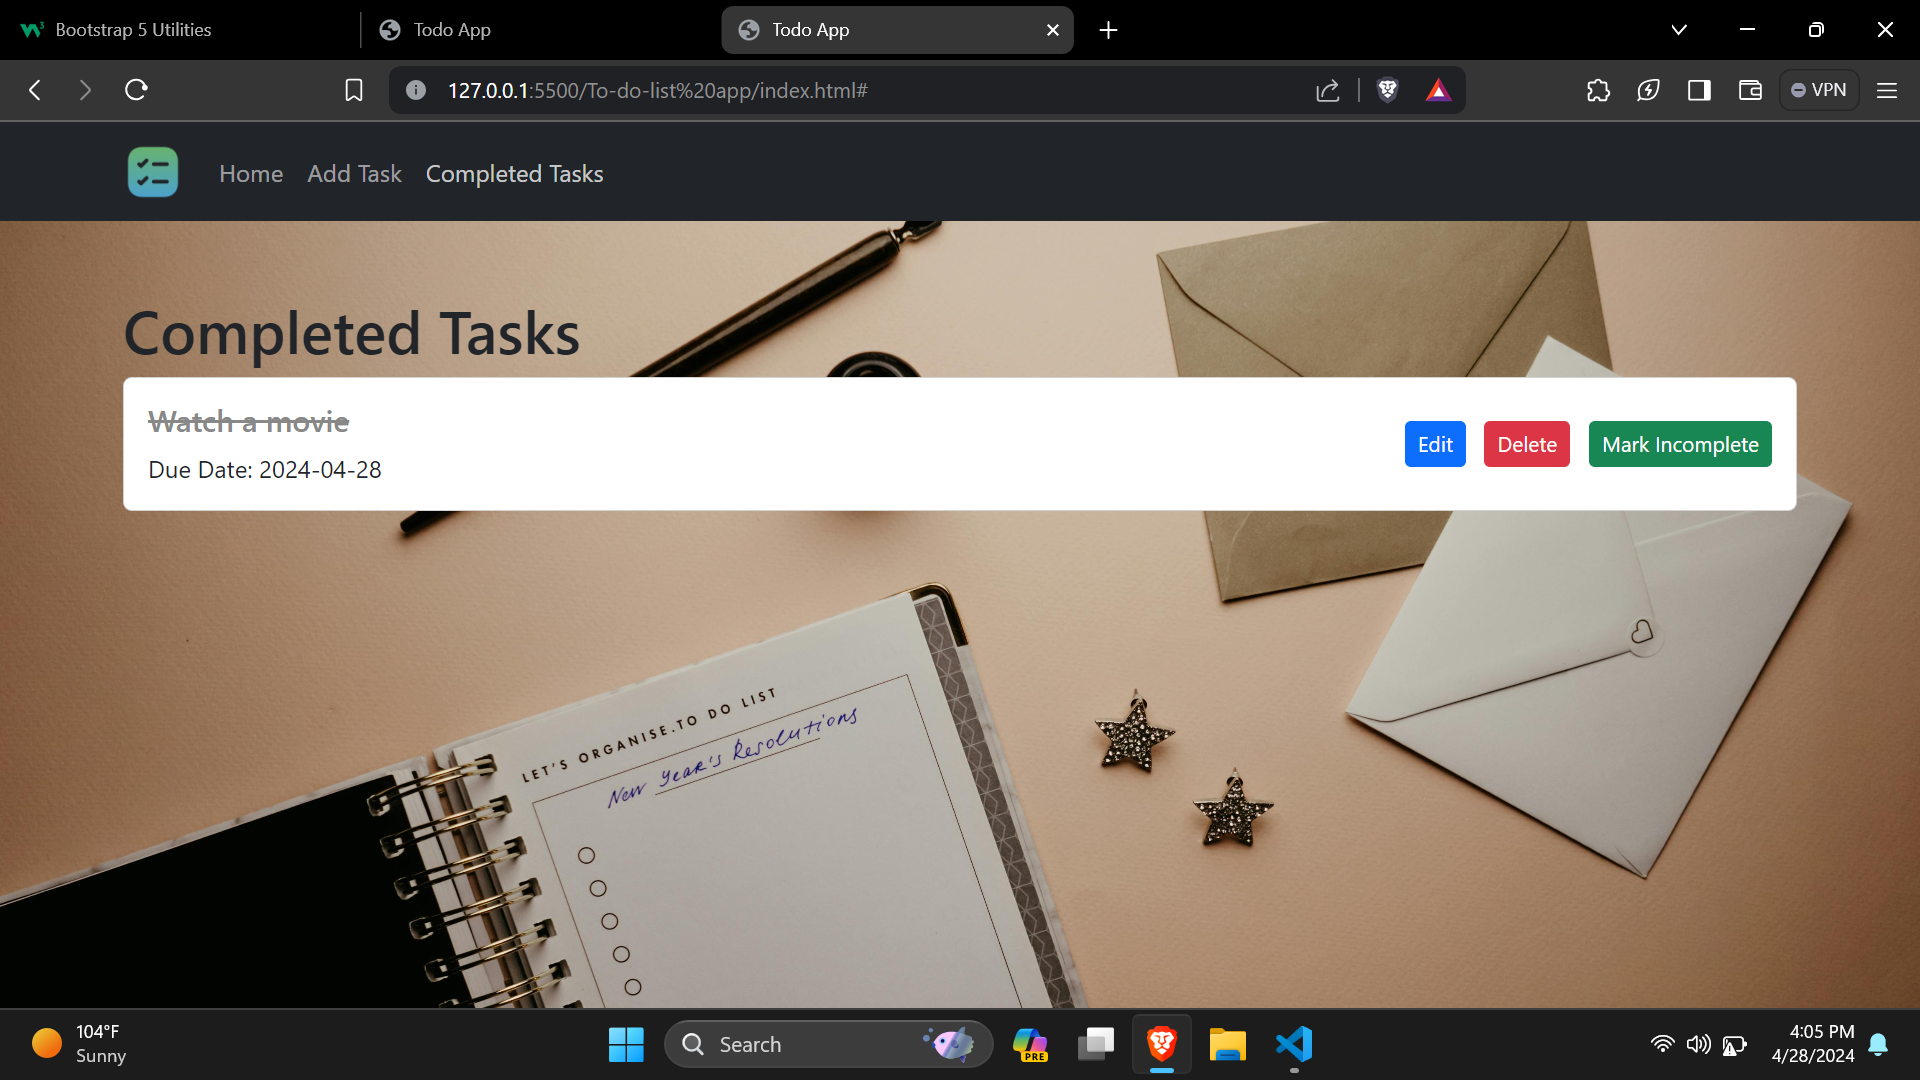 Bootstrap 5 Utilities
Todo App
Todo App
127.0.0.1:5500/To-do-list%20app/index.html#
VPN
Home
Add Task
Completed Tasks
Completed Tasks
Watch a movie
Due Date: 2024-04-28
Edit
Delete
Mark Incomplete
LET'S ORGANISE.TO DO LIST
New Year's Resolutions
104°F
Sunny
Search
PRE
4:05 PM
4/28/2024